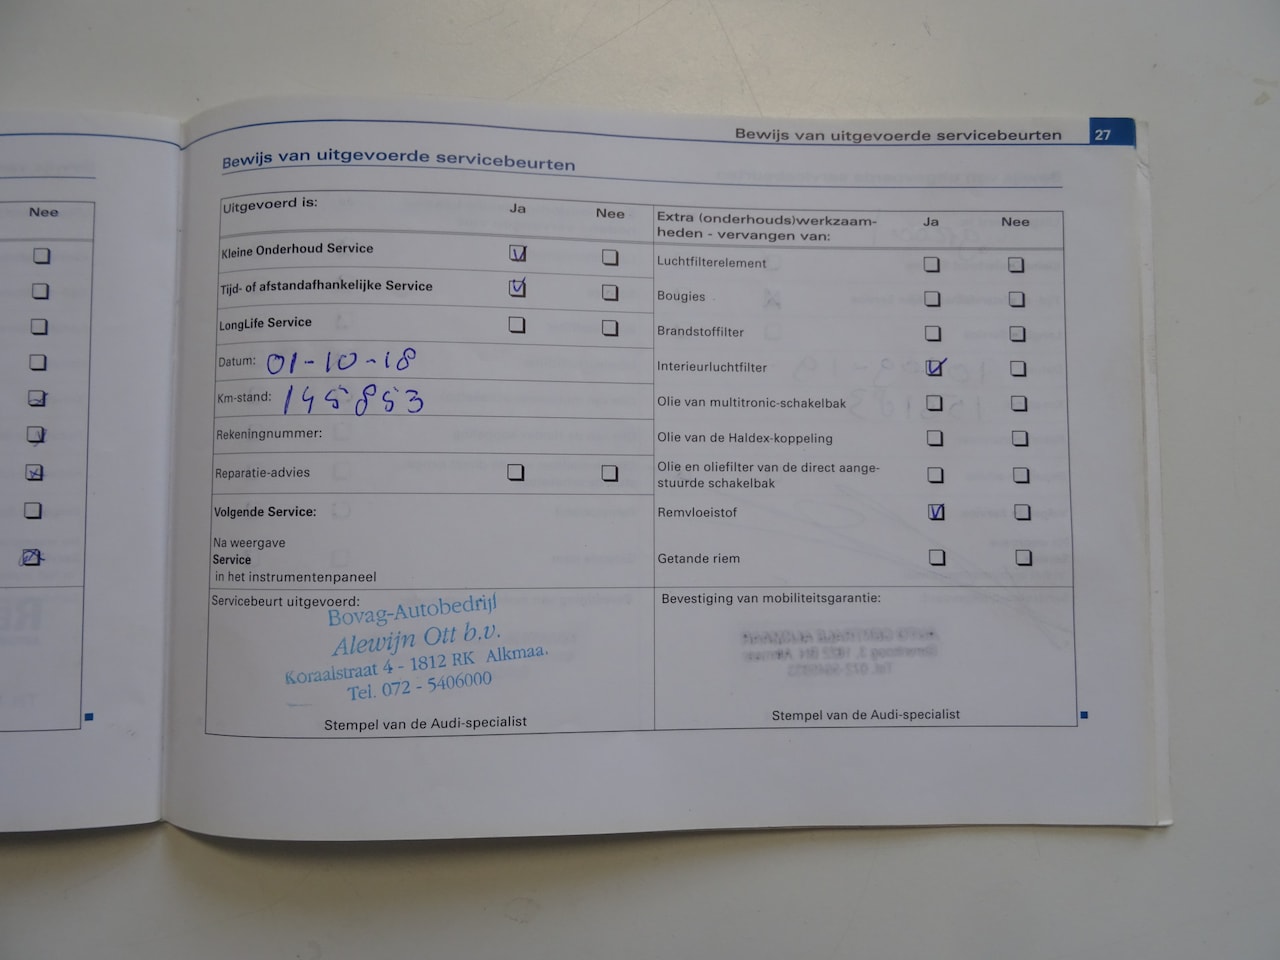 Bewijs van uitgevoerde servicebeurten 27
Bewijs van uitgevoerde servicebeurten
Nee
Uitgevoerd is: Ja Nee
Kleine Onderhoud Service
Tijd- of afstandafhankelijke Service
LongLife Service
Datum: 01-10-18
Km-stand: 145853
Rekeningnummer:
Reparatie-advies
Volgende Service:
Na weergave
Service
in het instrumentenpaneel
Servicebeurt uitgevoerd:
Bovag-Autobedrijf
Alewijn Ott b.v.
Koraalstraat 4 - 1812 RK Alkmaa.
Tel. 072 - 5406000
Stempel van de Audi-specialist
Extra (onderhouds)werkzaam- Ja Nee
heden - vervangen van:
Luchtfilterelement
Bougies
Brandstoffilter
Interieurluchtfilter
Olie van multitronic-schakelbak
Olie van de Haldex-koppeling
Olie en oliefilter van de direct aange-
stuurde schakelbak
Remvloeistof
Getande riem
Bevestiging van mobiliteitsgarantie:
Stempel van de Audi-specialist